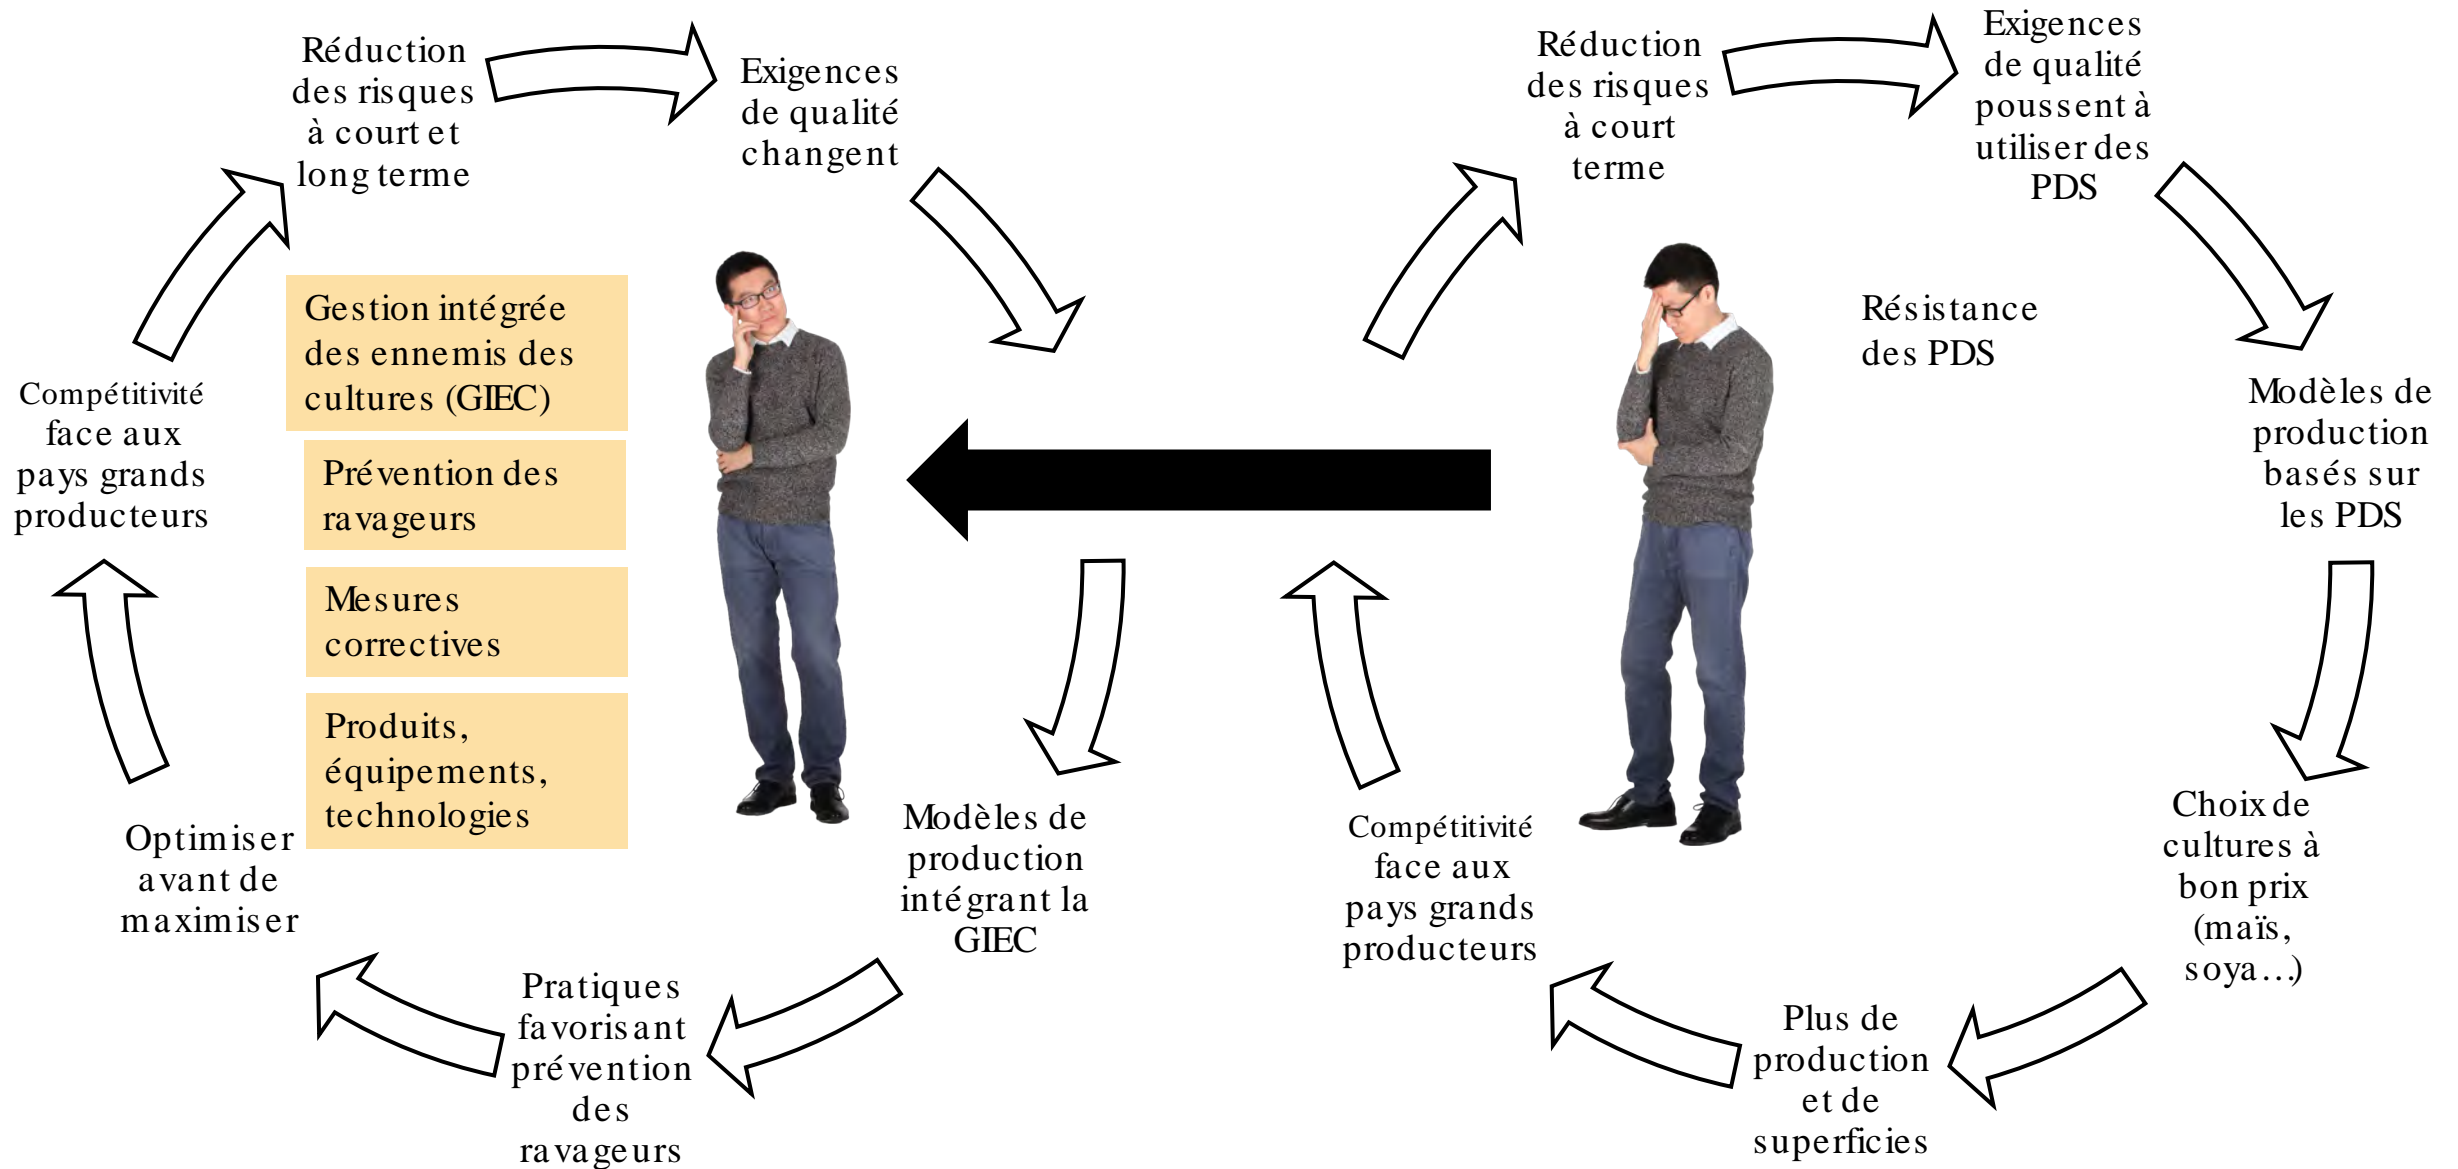 Réduction
des risques
à court et
long terme
Exigences
de qualité
changent
Gestion intégrée
des ennemis des
cultures (GIEC)
Prévention des
ravageurs
Mesures
correctives
Produits,
équipements,
technologies
Compétitivité
face aux
pays grands
producteurs
Optimiser
avant de
maximiser
Pratiques
favorisant
prévention
des
ravageurs
Modèles de
production
intégrant la
GIEC
Réduction
des risques
à court
terme
Exigences
de qualité
poussent à
utiliser des
PDS
Résistance
des PDS
Modèles de
production
basés sur
les PDS
Choix de
cultures à
bon prix
(maïs,
soya…)
Plus de
production
et de
superficies
Compétitivité
face aux
pays grands
producteurs